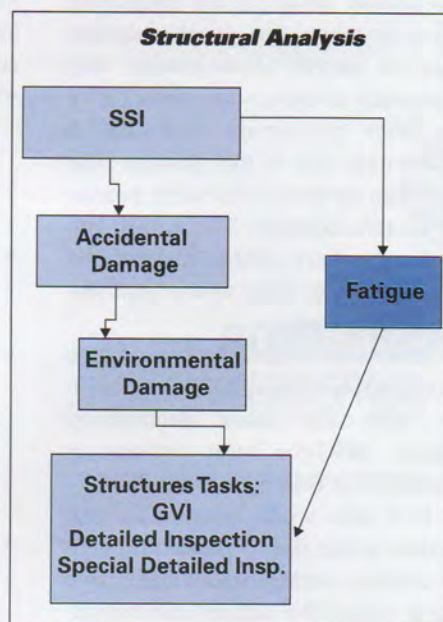 Structural Analysis
SSI
Accidental
Damage
Fatigue
Environmental
Damage
Structures Tasks:
GVI
Detailed Inspection
Special Detailed Insp.